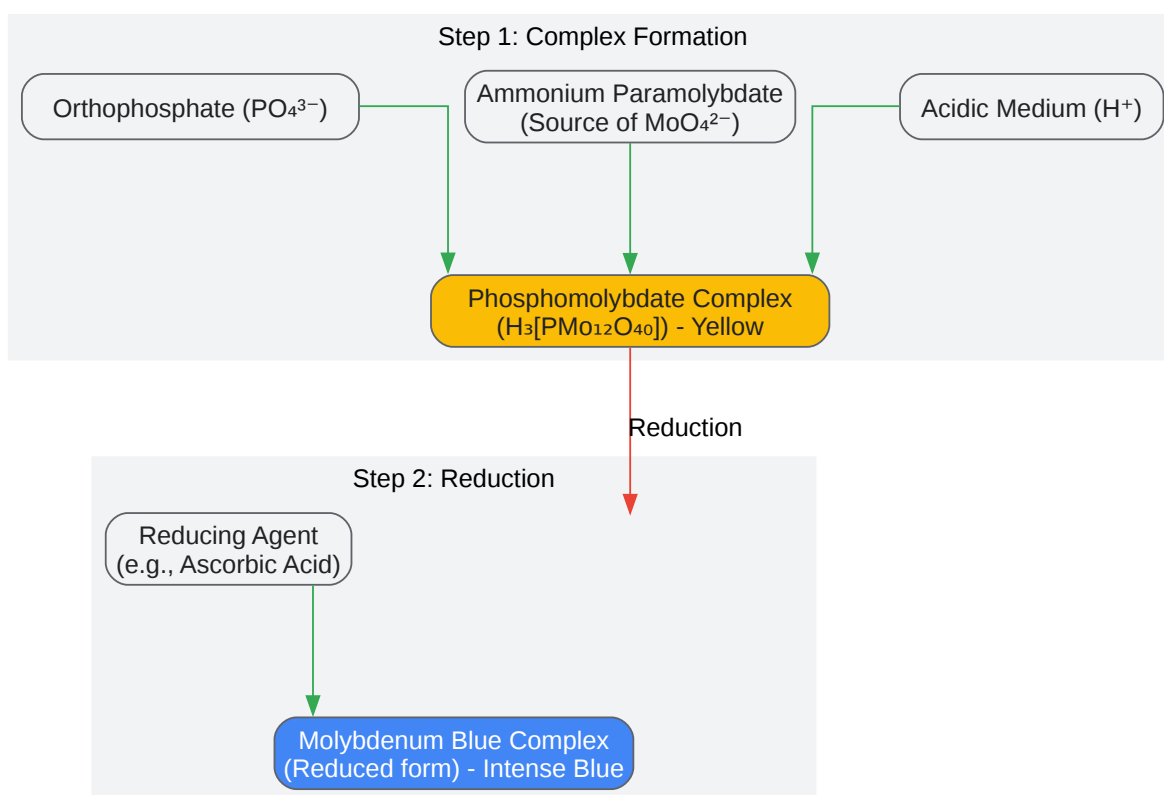 Step 1: Complex Formation
Orthophosphate (PO₄³⁻)
Ammonium Paramolybdate
(Source of MoO₄²⁻)
Acidic Medium (H⁺)
Phosphomolybdate Complex
(H₃[PMo₁₂O₄₀]) - Yellow
Reduction
Step 2: Reduction
Reducing Agent
(e.g., Ascorbic Acid)
Molybdenum Blue Complex
(Reduced form) - Intense Blue